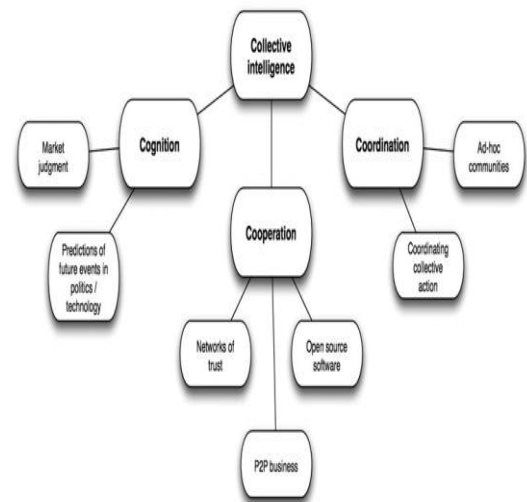 Collective
intelligence
Cognition
Coordination
Market
judgment
Ad-hoc
communities
Cooperation
Predictions of
future events in
politics /
technology
Coordinating
collective
action
Networks of
trust
Open source
software
P2P business